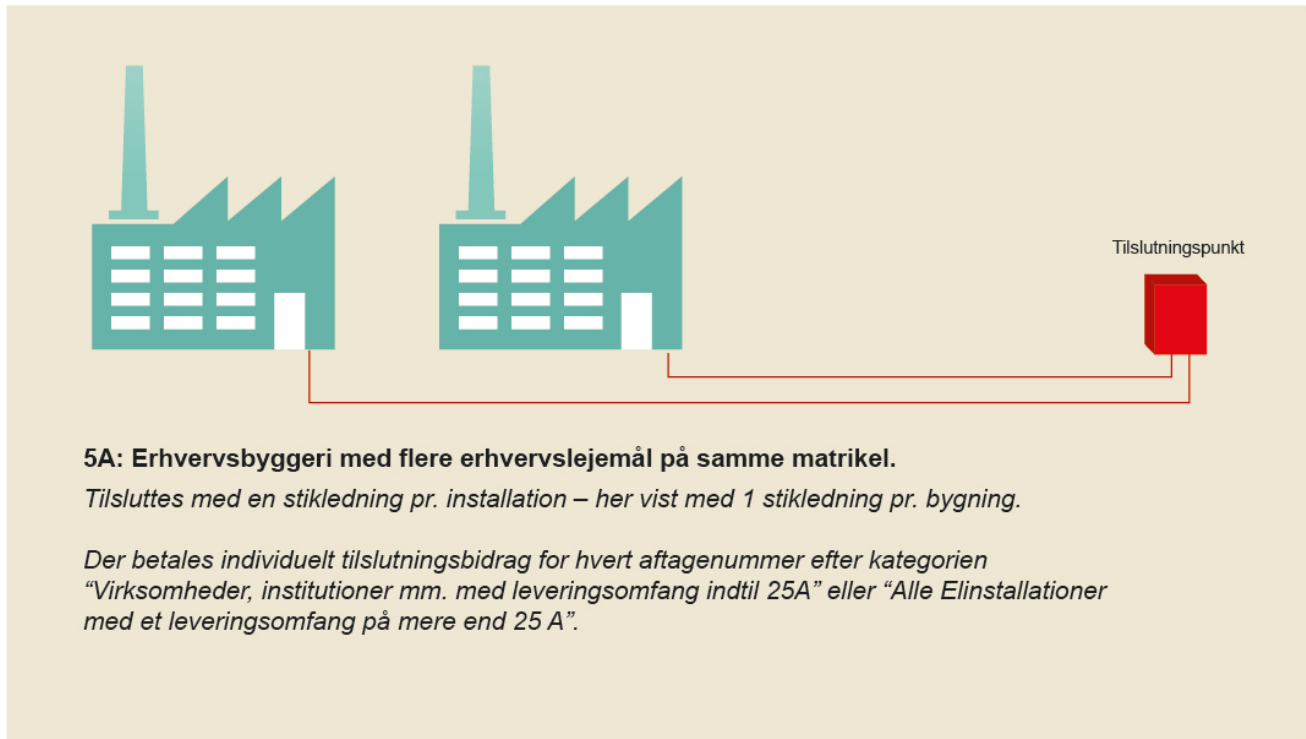 Tilslutningspunkt
5A: Erhvervsbyggeri med flere erhvervslejemål på samme matrikel.
Tilsluttes med en stikledning pr. installation – her vist med 1 stikledning pr. bygning.
Der betales individuelt tilslutningsbidrag for hvert aftagenummer efter kategorien
“Virksomheder, institutioner mm. med leveringsomfang indtil 25A” eller “Alle Elinstallationer
med et leveringsomfang på mere end 25 A”.